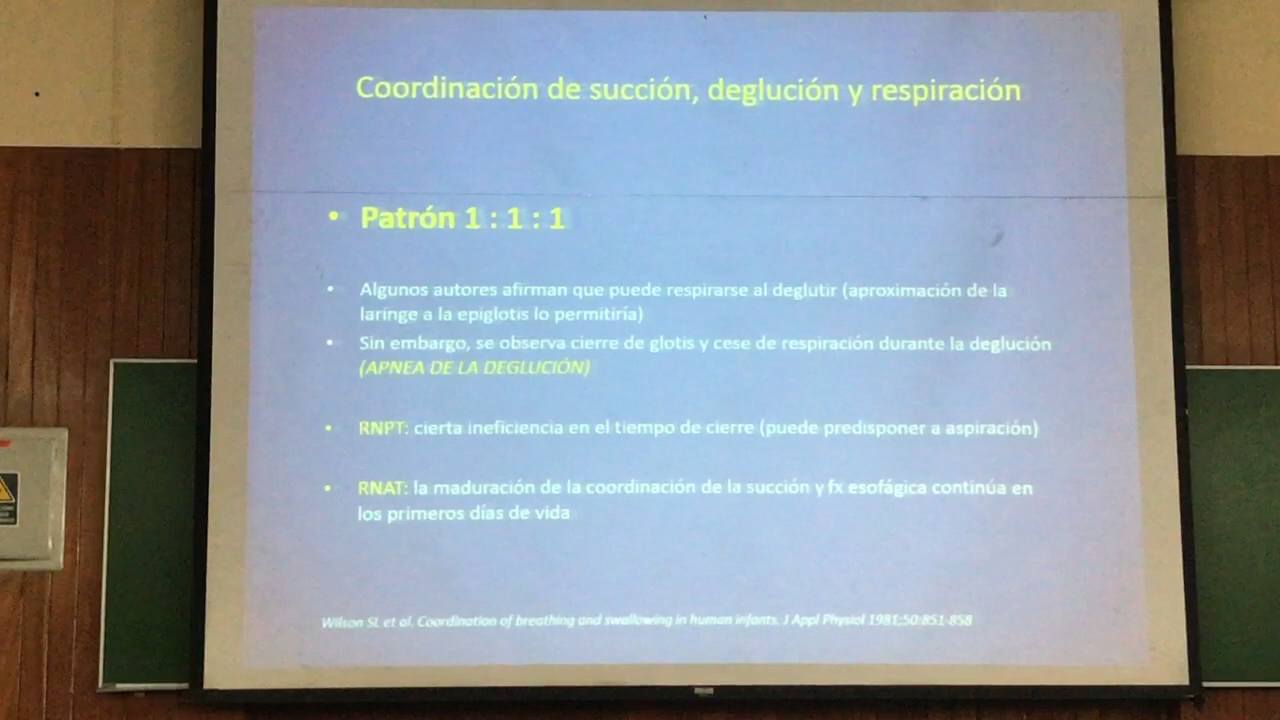 Coordinación de succión, deglución y respiración
• Patrón 1 : 1 : 1
• Algunos autores afirman que puede respirarse al deglutir (aproximación de la
laringe a la epiglotis lo permitiría)
• Sin embargo, se observa cierre de glotis y cese de respiración durante la deglución
(APNEA DE LA DEGLUCIÓN)
• RNPT: cierta ineficiencia en el tiempo de cierre (puede predisponer a aspiración)
• RNAT: la maduración de la coordinación de la succión y fx esofágica continúa en
los primeros días de vida
Wilson SL et al. Coordination of breathing and swallowing in human infants. J Appl Physiol 1981;50:851-858